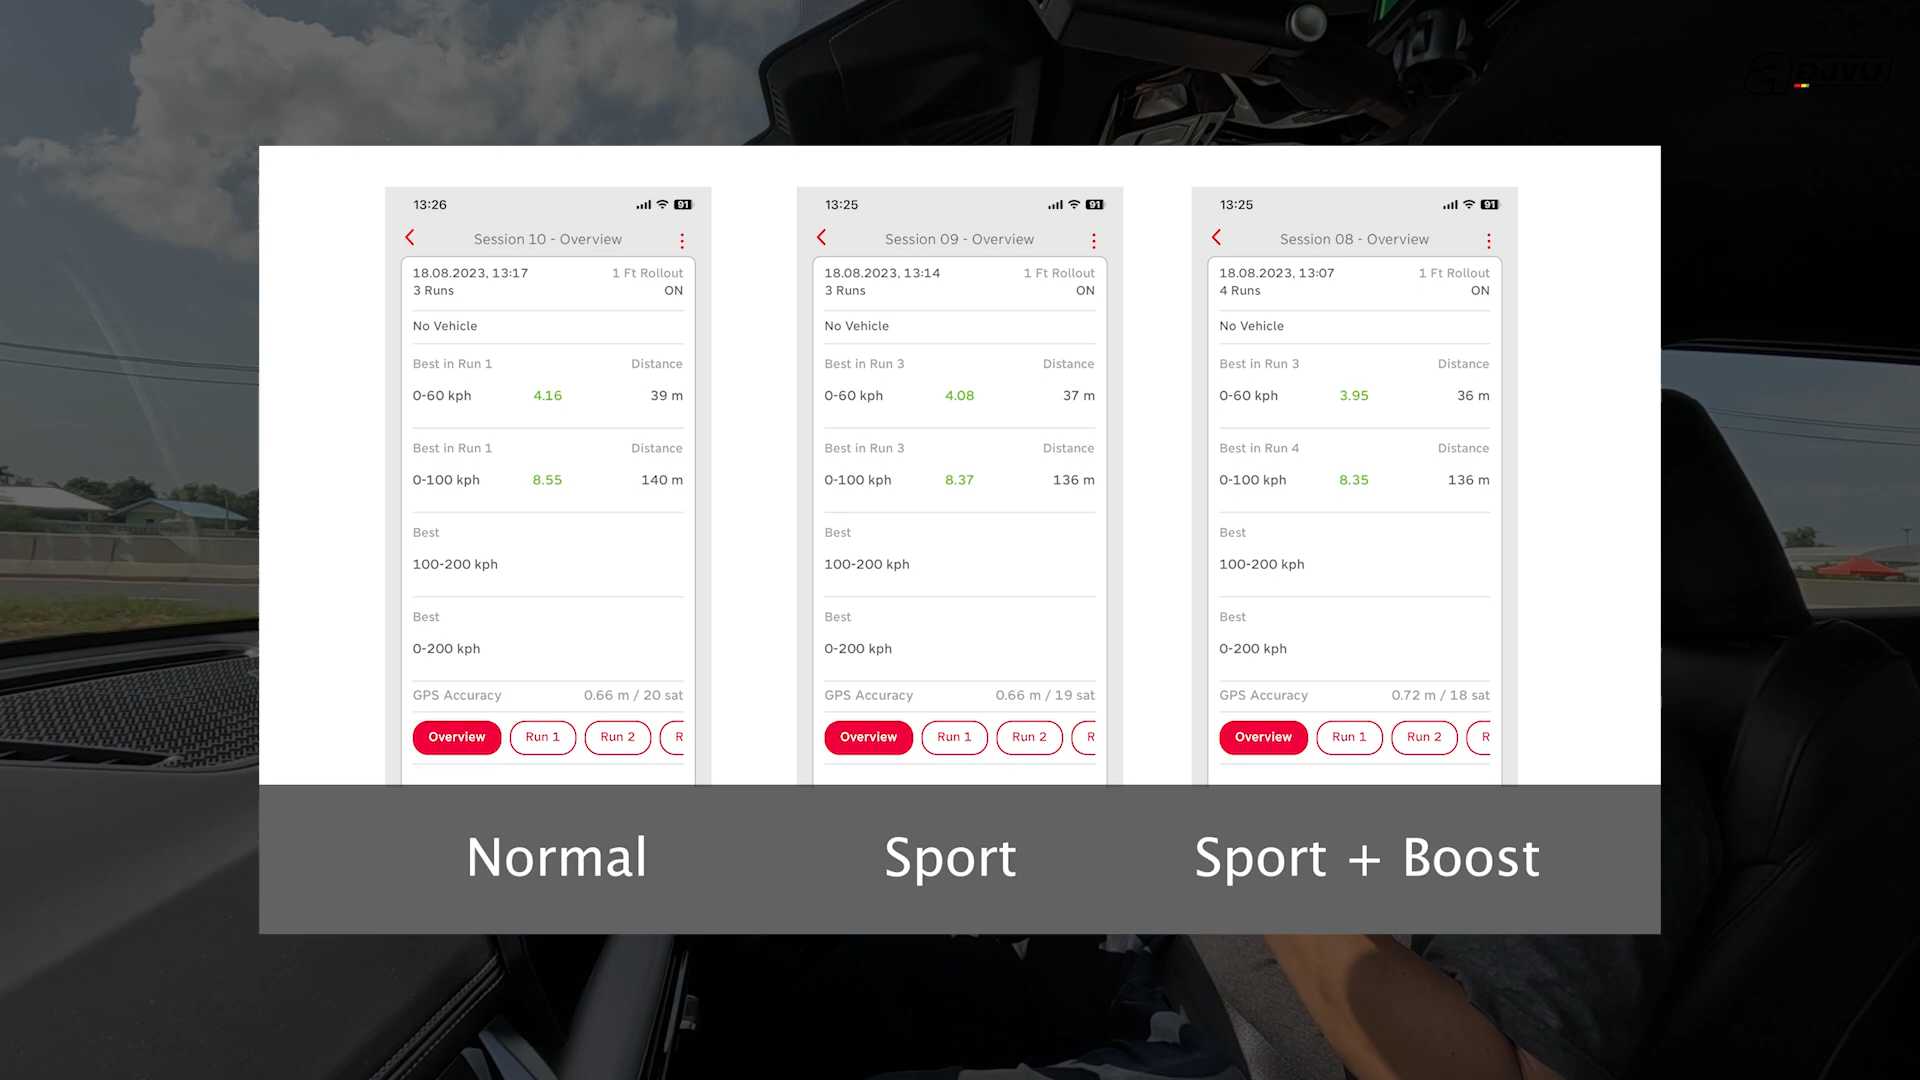 ลองขับ
13:26
91
Session 10 - Overview
18.08.2023, 13:17
1 Ft Rollout
3 Runs
ON
No Vehicle
Best in Run 1
Distance
0-60 kph
4.16
39 m
Best in Run 1
Distance
0-100 kph
8.55
140 m
Best
100-200 kph
Best
0-200 kph
GPS Accuracy
0.66 m / 20 sat
Overview
Run 1
Run 2
R
Normal
13:25
91
Session 09 - Overview
18.08.2023, 13:14
1 Ft Rollout
3 Runs
ON
No Vehicle
Best in Run 3
Distance
0-60 kph
4.08
37 m
Best in Run 3
Distance
0-100 kph
8.37
136 m
Best
100-200 kph
Best
0-200 kph
GPS Accuracy
0.66 m / 19 sat
Overview
Run 1
Run 2
R
Sport
13:25
91
Session 08 - Overview
18.08.2023, 13:07
1 Ft Rollout
4 Runs
ON
No Vehicle
Best in Run 3
Distance
0-60 kph
3.95
36 m
Best in Run 4
Distance
0-100 kph
8.35
136 m
Best
100-200 kph
Best
0-200 kph
GPS Accuracy
0.72 m / 18 sat
Overview
Run 1
Run 2
R
Sport + Boost